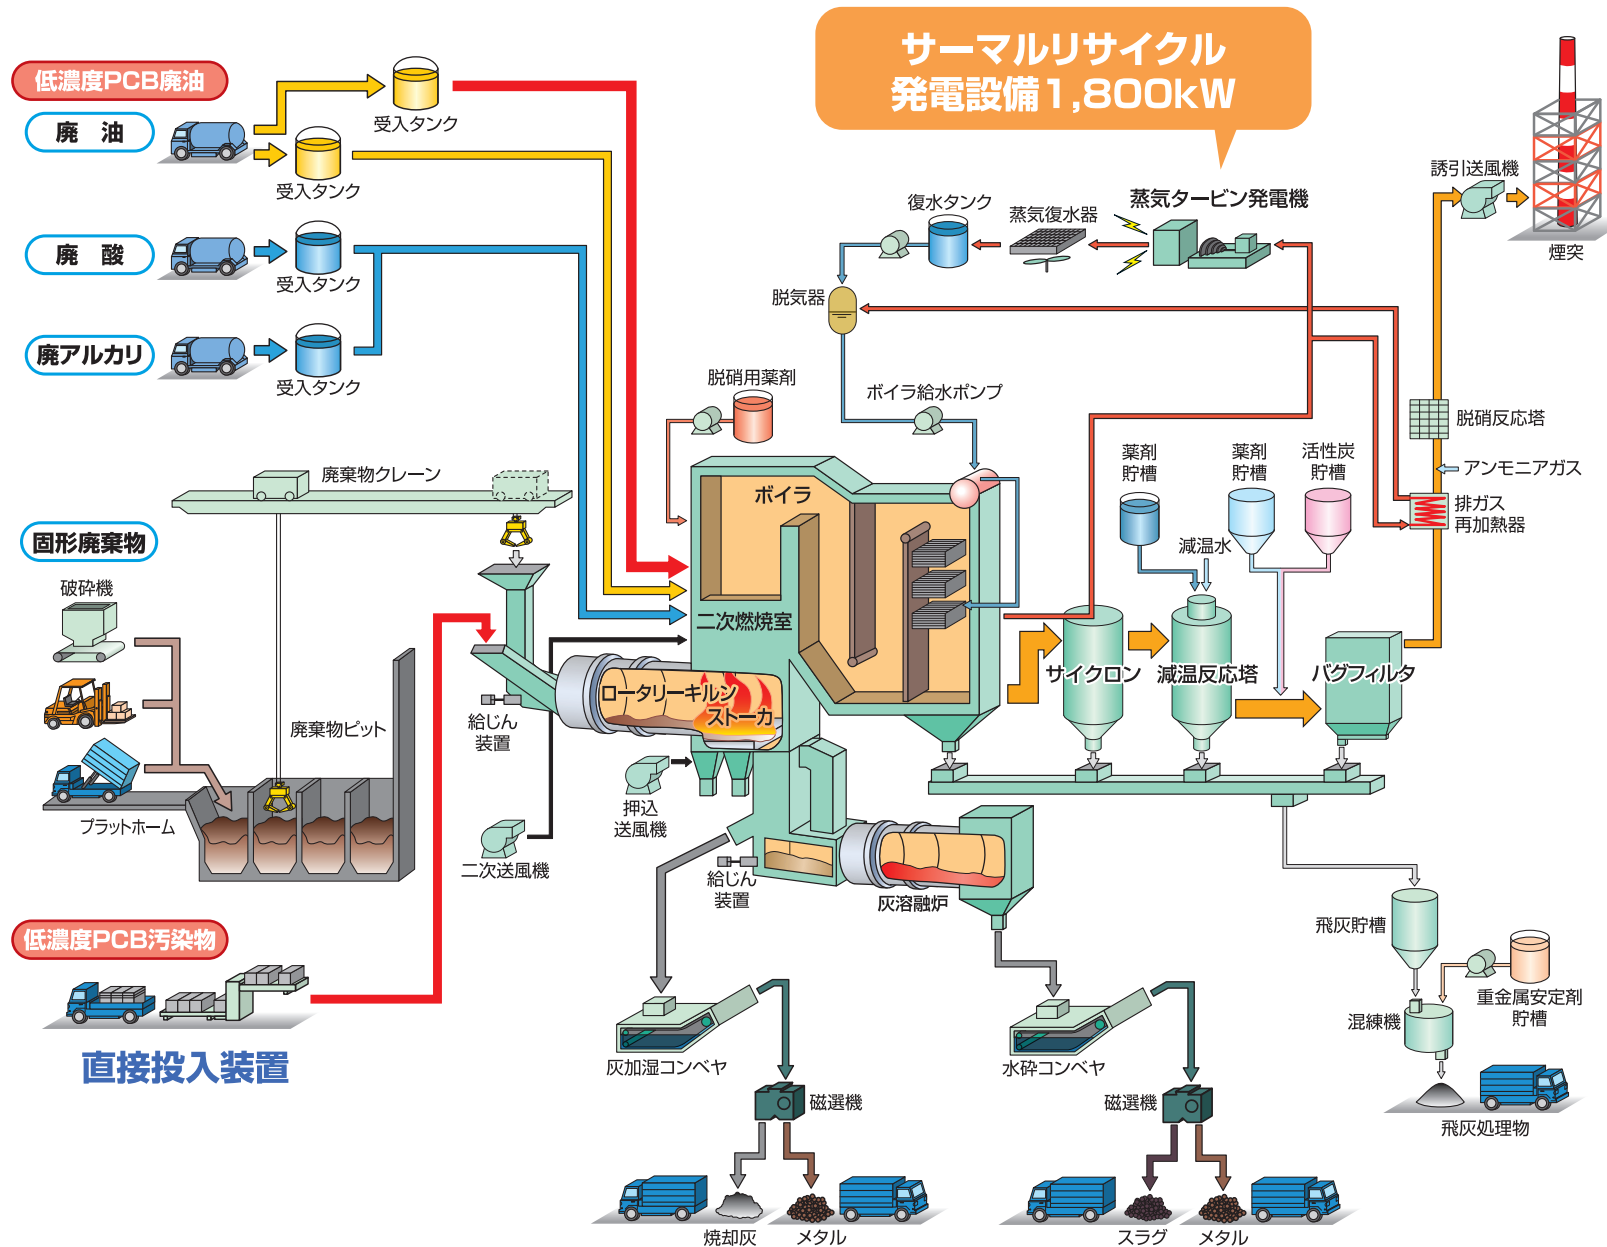 サーマルリサイクル
発電設備1,800kW
低濃度PCB廃油
廃 油
受入タンク
受入タンク
廃 酸
受入タンク
廃アルカリ
受入タンク
復水タンク
蒸気復水器
蒸気タービン発電機
誘引送風機
煙突
脱気器
脱硝用薬剤
ボイラ給水ポンプ
脱硝反応塔
アンモニアガス
排ガス
再加熱器
薬剤
貯槽
薬剤
貯槽
活性炭
貯槽
減温水
廃棄物クレーン
ボイラ
固形廃棄物
破砕機
二次燃焼室
サイクロン
減温反応塔
バグフィルタ
ロータリーキルン
ストーカ
給じん
装置
廃棄物ピット
プラットホーム
押込
送風機
二次送風機
給じん
装置
灰溶融炉
飛灰貯槽
重金属安定剤
貯槽
混練機
飛灰処理物
低濃度PCB汚染物
直接投入装置
灰加湿コンベヤ
水砕コンベヤ
磁選機
磁選機
焼却灰
メタル
スラグ
メタル